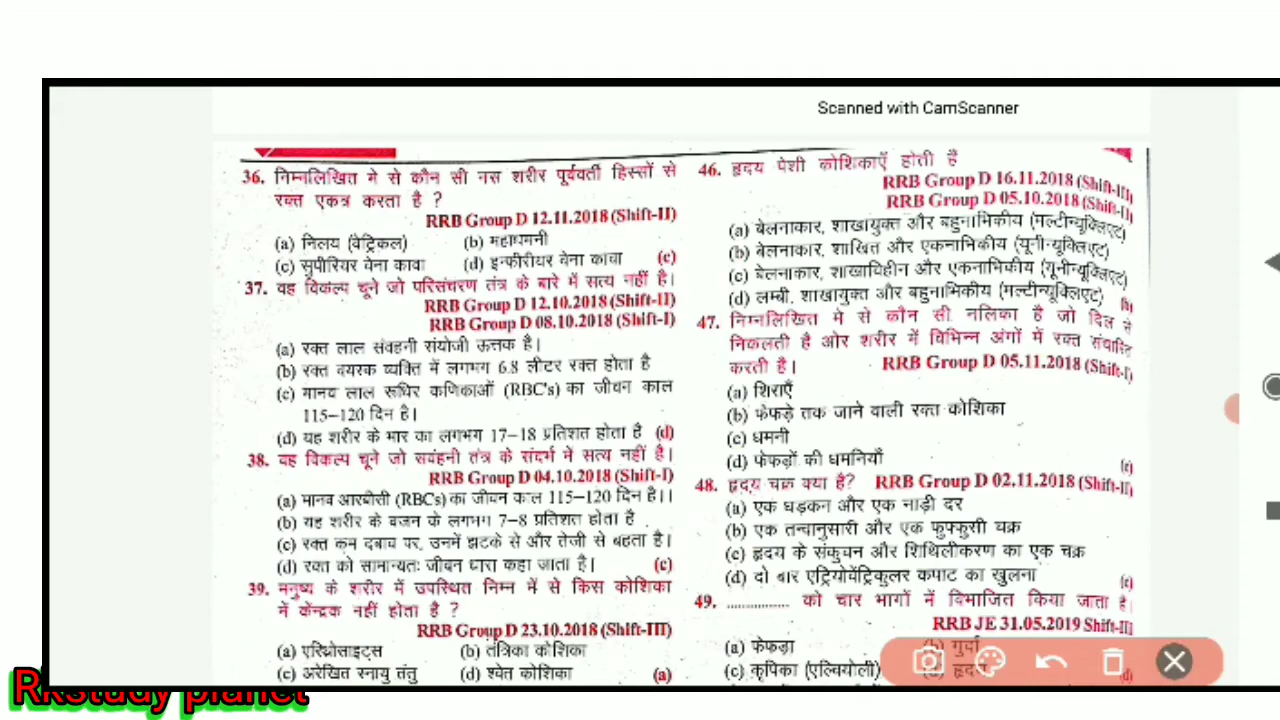 Scanned with CamScanner
36. निम्नलिखित मे से कौन सी नस शरीर पूर्ववर्ती हिस्सों से
रक्त एकत्र करता है ?
RRB Group D 12.11.2018 (Shift-II)
(a) निलय (वेंट्रिकल) (b) महाधमनी
(c) सुपीरियर वेना कावा (d) इन्फीरीयर वेना कावा (c)
37. वह विकल्प चूने जो परिसंचरण तंत्र के बारे में सत्य नहीं है।
RRB Group D 12.10.2018 (Shift-II)
RRB Group D 08.10.2018 (Shift-I)
(a) रक्त लाल संवहनी संयोजी ऊत्तक है।
(b) रक्त वयस्क व्यक्ति में लगभग 6.8 लीटर रक्त होता है
(c) मानव लाल रूधिर कणिकाओं (RBC's) का जीवन काल
115–120 दिन है।
(d) यह शरीर के भार का लगभग 17–18 प्रतिशत होता है (d)
38. वह विकल्प चूने जो सवंहनी तंत्र के संदर्भ में सत्य नहीं है।
RRB Group D 04.10.2018 (Shift-I)
(a) मानव आरबीसी (RBCs) का जीवन काल 115–120 दिन है।।
(b) यह शरीर के वजन के लगभग 7–8 प्रतिशत होता है
(c) रक्त कम दबाव पर, उनमें झटके से और तेजी से बहता है।
(d) रक्त को सामान्यतः जीवन धारा कहा जाता है। (c)
39. मनुष्य के शरीर में उपस्थित निम्न में से किस कोशिका
में केंन्द्रक नहीं होता है ?
RRB Group D 23.10.2018 (Shift-III)
(a) एरिथ्रोसाइट्स (b) तंत्रिका कोशिका
(c) अरेखित स्नायु तंतु (d) श्वेत कोशिका (a)
46. हृदय पेशी कोशिकाएँ होती है
RRB Group D 16.11.2018 (Shift-II)
RRB Group D 05.10.2018 (Shift-I)
(a) बेलनाकार, शाखायुक्त और बहुनाभिकीय (मल्टीन्यूक्लिएट)
(b) बेलनाकार, शाखित और एकनाभिकीय (यूनीन्यूक्लिएट)
(c) बेलनाकार, शाखाविहीन और एकनाभिकीय (यूनीन्यूक्लिएट)
(d) लम्बी, शाखायुक्त और बहुनाभिकीय (मल्टीन्यूक्लिएट) (b)
47. निम्नलिखित मे से कौन सी नलिका है जो दिल से
निकलती है ओर शरीर में विभिन्न अंगों में रक्त संचारित
करती है। RRB Group D 05.11.2018 (Shift-I)
(a) शिराएँ
(b) फेफड़े तक जाने वाली रक्त कोशिका
(c) धमनी
(d) फेफड़ों की धमनियाँ (c)
48. हृदय चक्र क्या है? RRB Group D 02.11.2018 (Shift-II)
(a) एक धड़कन और एक नाड़ी दर
(b) एक तन्वानुसारी और एक फुफ्फुसी चक्र
(c) हृदय के संकुचन और शिथिलीकरण का एक चक्र
(d) दो बार एट्रियोवेंट्रिकुलर कपाट का खुलना (c)
49. ................. को चार भागों में विभाजित किया जाता है।
RRB JE 31.05.2019 Shift-II
(a) फेफड़ा (b) गुर्दा
(c) कूपिका (एल्वियोली) (d) हृदय (d)
Rkstudy planet